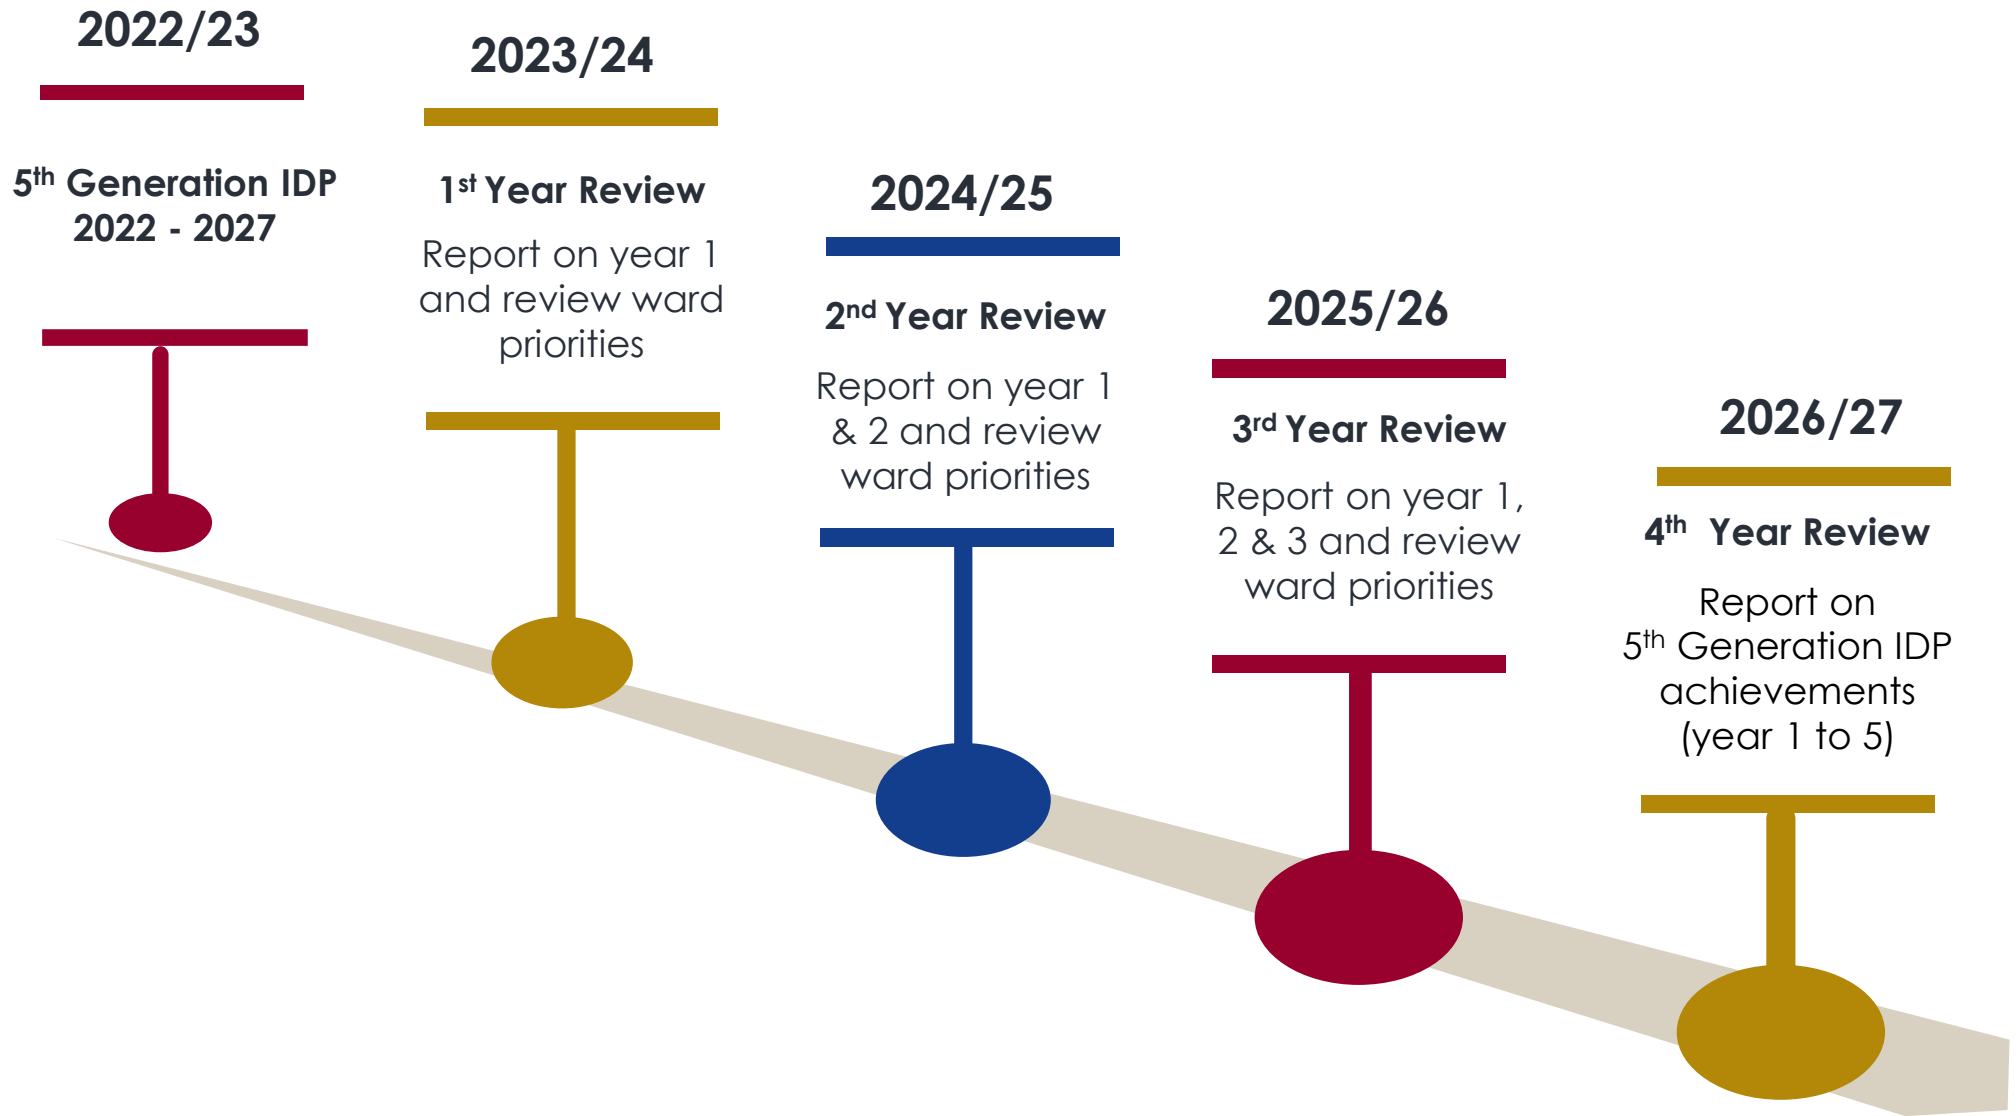 2022/23
5th Generation IDP
2022 - 2027
2023/24
1st Year Review
Report on year 1
and review ward
priorities
2024/25
2nd Year Review
Report on year 1
& 2 and review
ward priorities
2025/26
3rd Year Review
Report on year 1,
2 & 3 and review
ward priorities
2026/27
4th Year Review
Report on
5th Generation IDP
achievements
(year 1 to 5)